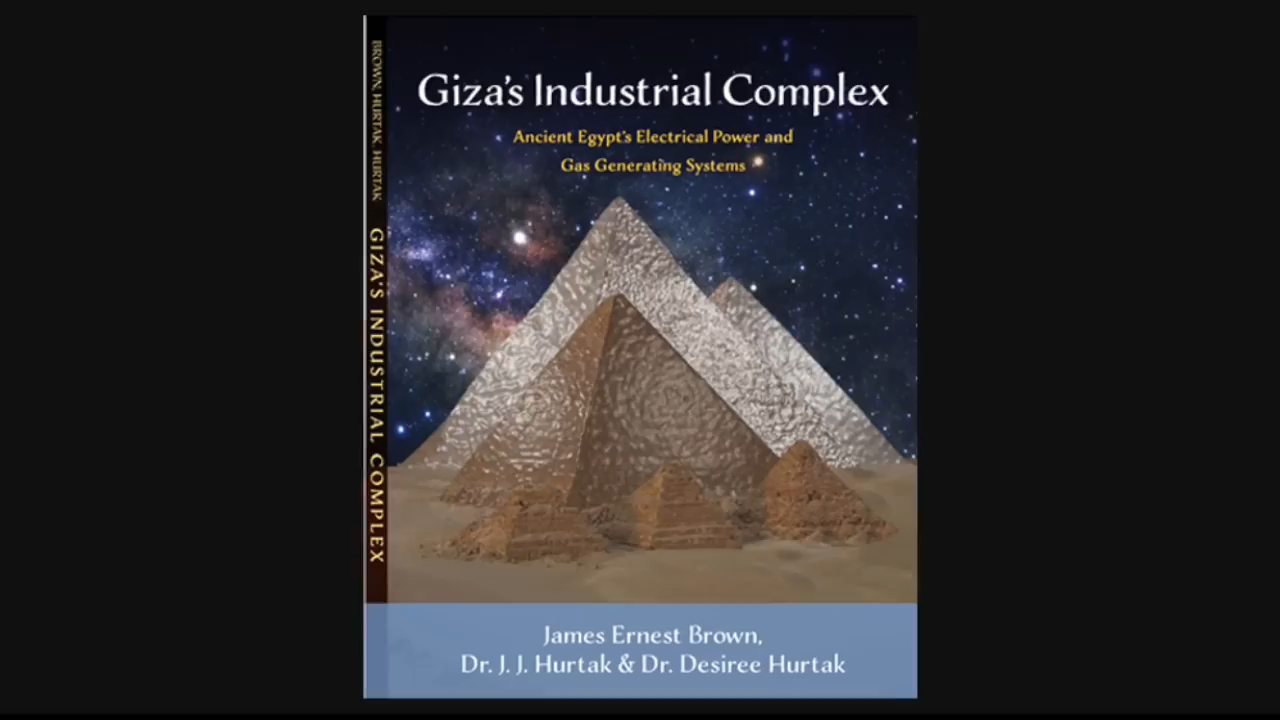 BROWN, HURTAK, HURTAK
GIZA'S INDUSTRIAL COMPLEX
Giza's Industrial Complex
Ancient Egypt's Electrical Power and
Gas Generating Systems
James Ernest Brown,
Dr. J. J. Hurtak & Dr. Desiree Hurtak